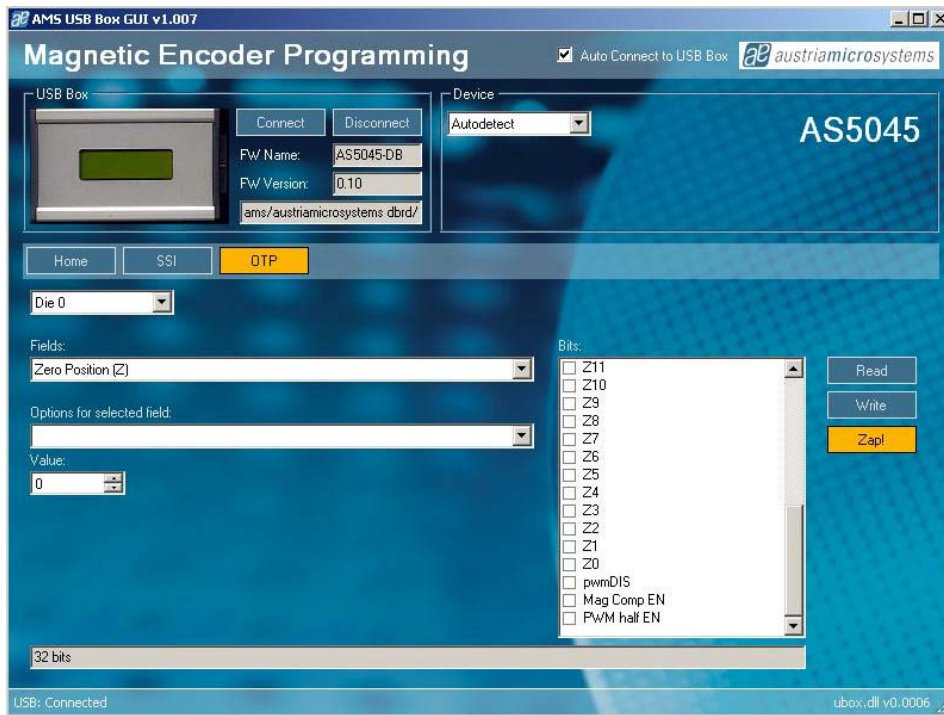 AMS USB Box GUI v1.007
Magnetic Encoder Programming
Auto Connect to USB Box
austriamicrosystems
USB Box
Connect
Disconnect
FW Name:
AS5045-DB
FW Version:
0.10
ams/austriamicrosystems dbrd/
Device
Autodetect
AS5045
Home
SSI
OTP
Die 0
Fields:
Zero Position (Z)
Options for selected field:
Value:
0
Bits:
Z11
Z10
Z9
Z8
Z7
Z6
Z5
Z4
Z3
Z2
Z1
Z0
pwmDIS
Mag Comp EN
PWM half EN
Read
Write
Zap!
32 bits
USB: Connected
ubox.dll v0.0006